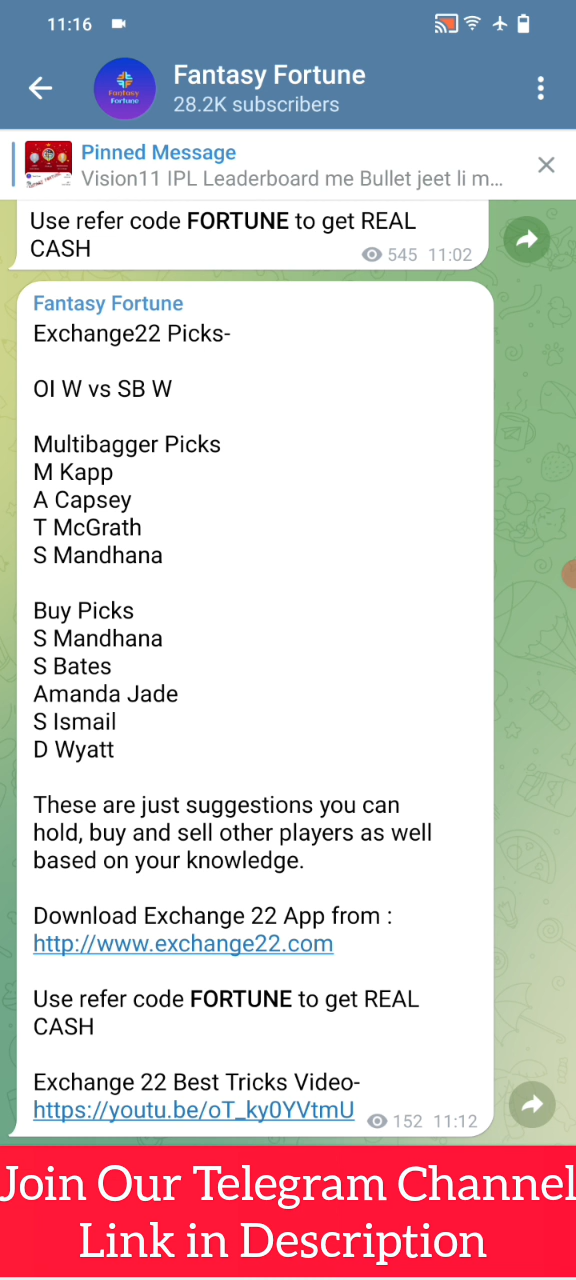 11:16
Fantasy Fortune
Fantasy Fortune
28.2K subscribers
Pinned Message
Vision11 IPL Leaderboard me Bullet jeet li m...
Use refer code FORTUNE to get REAL
CASH
545 11:02
Fantasy Fortune
Exchange22 Picks-
OI W vs SB W
Multibagger Picks
M Kapp
A Capsey
T McGrath
S Mandhana
Buy Picks
S Mandhana
S Bates
Amanda Jade
S Ismail
D Wyatt
These are just suggestions you can
hold, buy and sell other players as well
based on your knowledge.
Download Exchange 22 App from :
http://www.exchange22.com
Use refer code FORTUNE to get REAL
CASH
Exchange 22 Best Tricks Video-
https://youtu.be/oT_ky0YVtmU
152 11:12
Join Our Telegram Channel
Link in Description